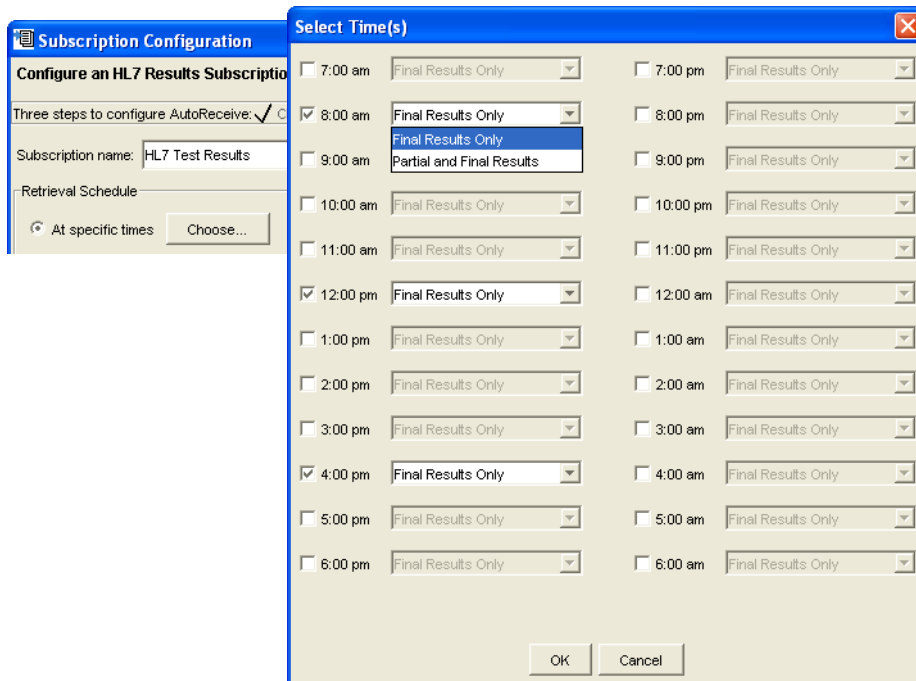 Subscription Configuration
Configure an HL7 Results Subscriptio
Three steps to configure AutoReceive:
Subscription name: HL7 Test Results
Retrieval Schedule
At specific times Choose...
Select Time(s)
7:00 am Final Results Only 7:00 pm Final Results Only
8:00 am Final Results Only 8:00 pm Final Results Only
Final Results Only
Partial and Final Results
9:00 am 9:00 pm Final Results Only
10:00 am Final Results Only 10:00 pm Final Results Only
11:00 am Final Results Only 11:00 pm Final Results Only
12:00 pm Final Results Only 12:00 am Final Results Only
1:00 pm Final Results Only 1:00 am Final Results Only
2:00 pm Final Results Only 2:00 am Final Results Only
3:00 pm Final Results Only 3:00 am Final Results Only
4:00 pm Final Results Only 4:00 am Final Results Only
5:00 pm Final Results Only 5:00 am Final Results Only
6:00 pm Final Results Only 6:00 am Final Results Only
OK Cancel